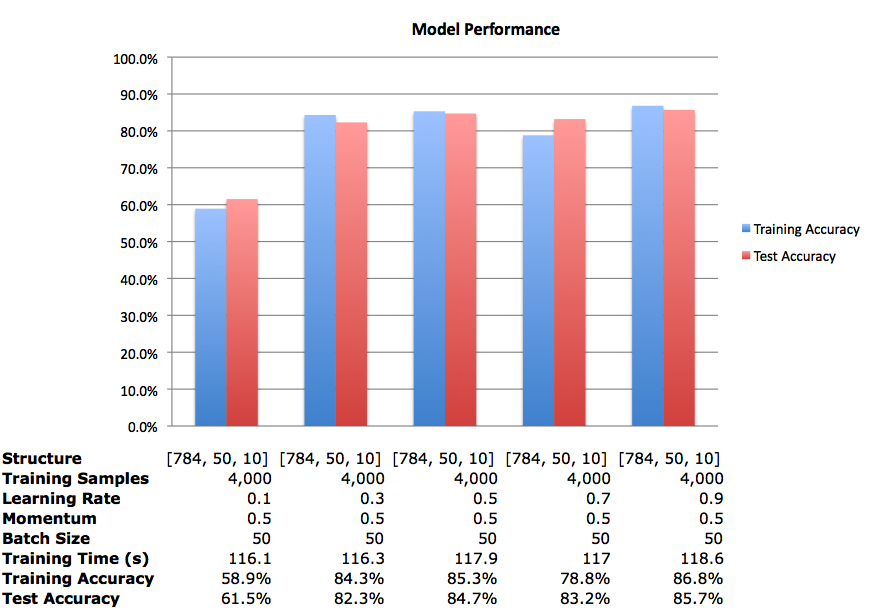 Model Performance
100.0%
90.0%
80.0%
70.0%
60.0%
50.0%
40.0%
30.0%
20.0%
10.0%
0.0%
Training Accuracy
Test Accuracy
Structure [784, 50, 10] [784, 50, 10] [784, 50, 10] [784, 50, 10] [784, 50, 10]
Training Samples 4,000 4,000 4,000 4,000 4,000
Learning Rate 0.1 0.3 0.5 0.7 0.9
Momentum 0.5 0.5 0.5 0.5 0.5
Batch Size 50 50 50 50 50
Training Time (s) 116.1 116.3 117.9 117 118.6
Training Accuracy 58.9% 84.3% 85.3% 78.8% 86.8%
Test Accuracy 61.5% 82.3% 84.7% 83.2% 85.7%